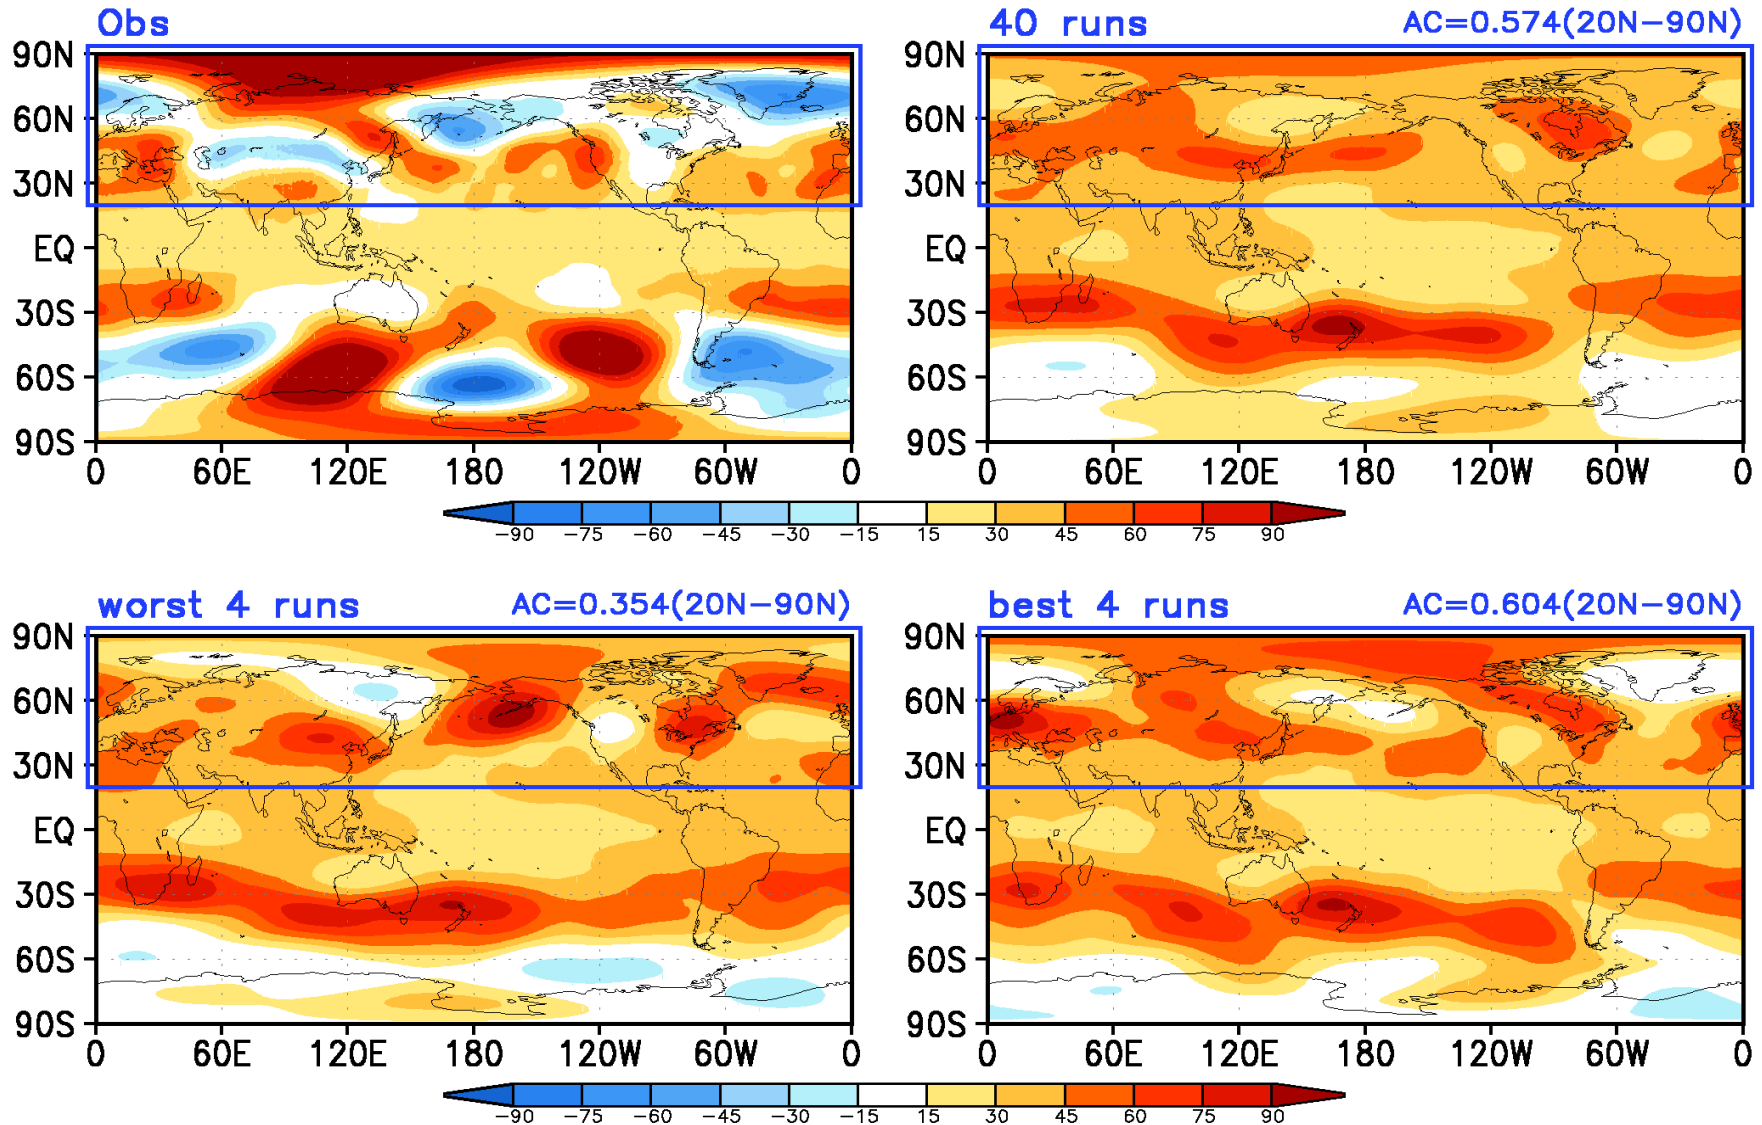 Obs
40 runs AC=0.574(20N−90N)
90N 90N
60N 60N
30N 30N
EQ EQ
30S 30S
60S 60S
90S 90S
0 60E 120E 180 120W 60W 0 0 60E 120E 180 120W 60W 0
−90 −75 −60 −45 −30 −15 15 30 45 60 75 90
worst 4 runs AC=0.354(20N−90N)
best 4 runs AC=0.604(20N−90N)
90N 90N
60N 60N
30N 30N
EQ EQ
30S 30S
60S 60S
90S 90S
0 60E 120E 180 120W 60W 0 0 60E 120E 180 120W 60W 0
−90 −75 −60 −45 −30 −15 15 30 45 60 75 90